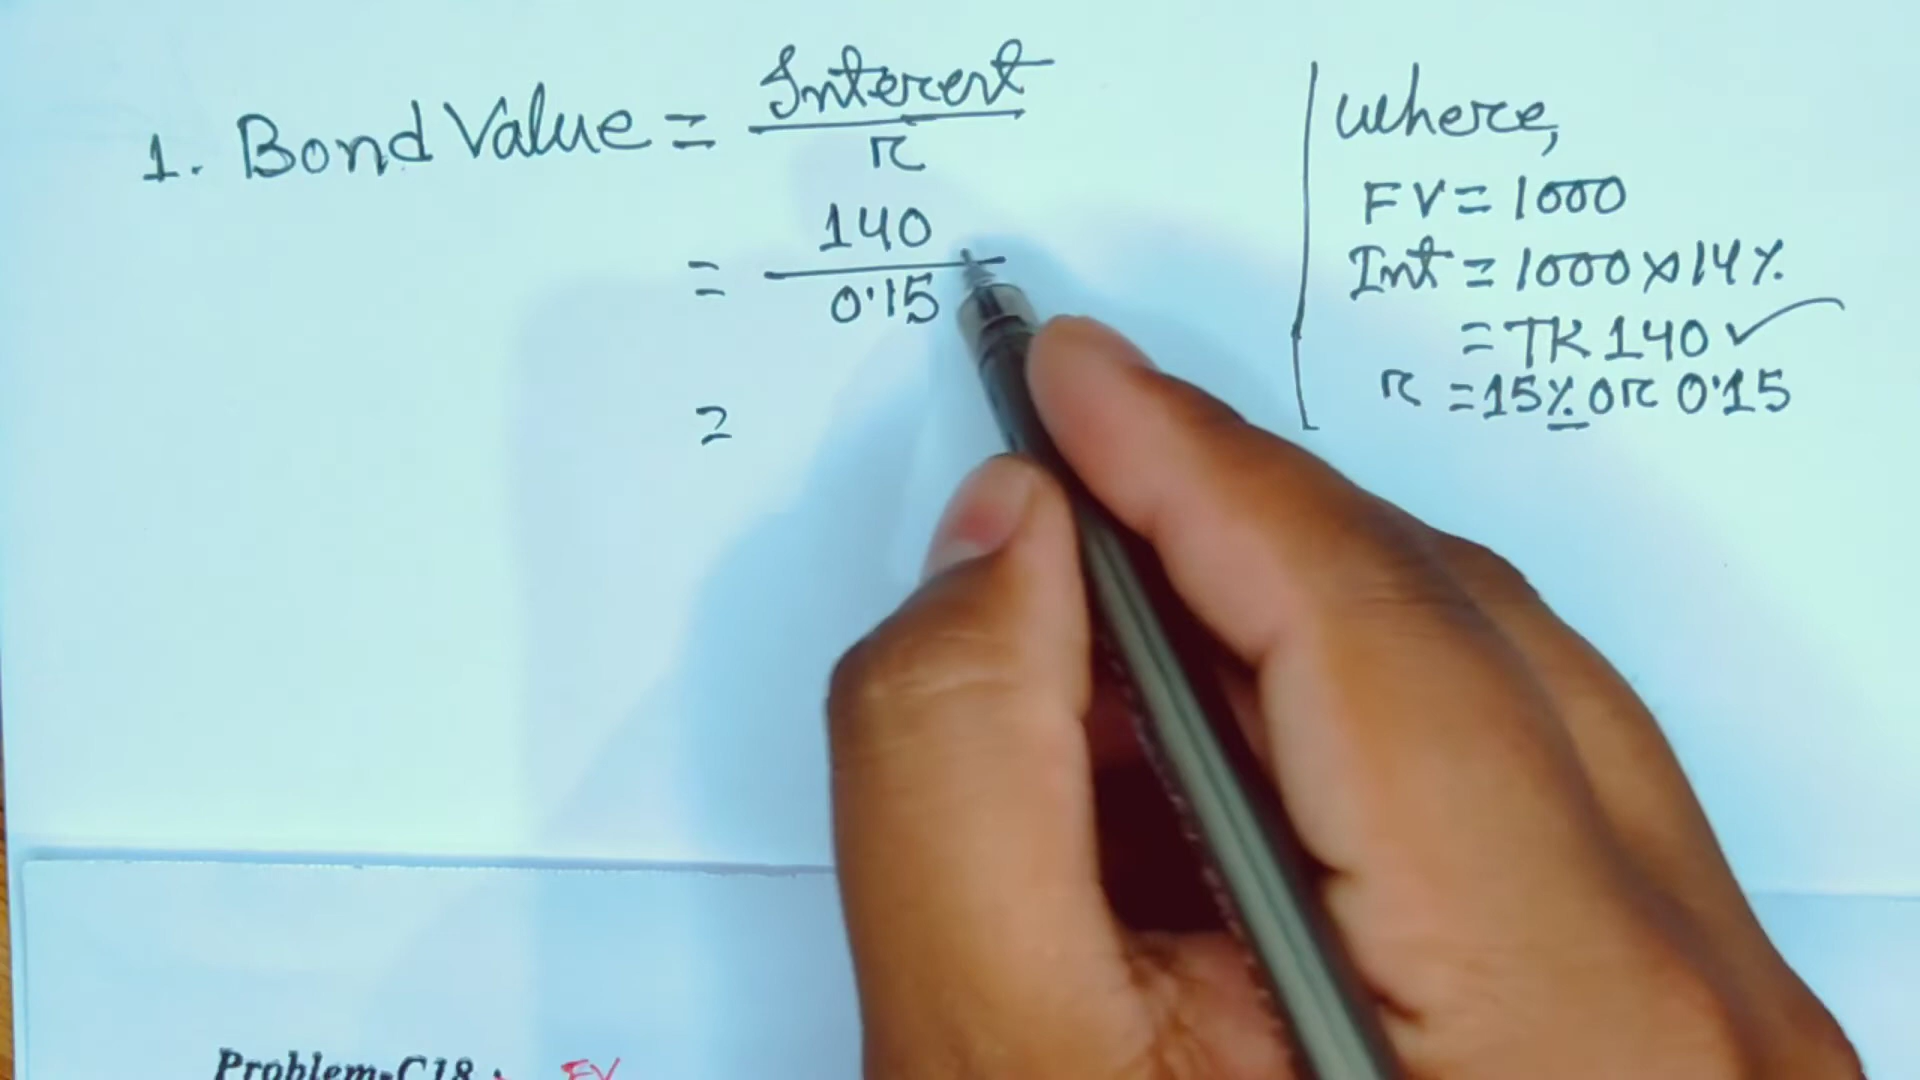 1. Bond Value = Interest / r
= 140 / 0.15
=
where,
FV = 1000
Int = 1000 × 14%
= TK 140 ✓
r = 15% or 0.15
Problem-C18 : FV